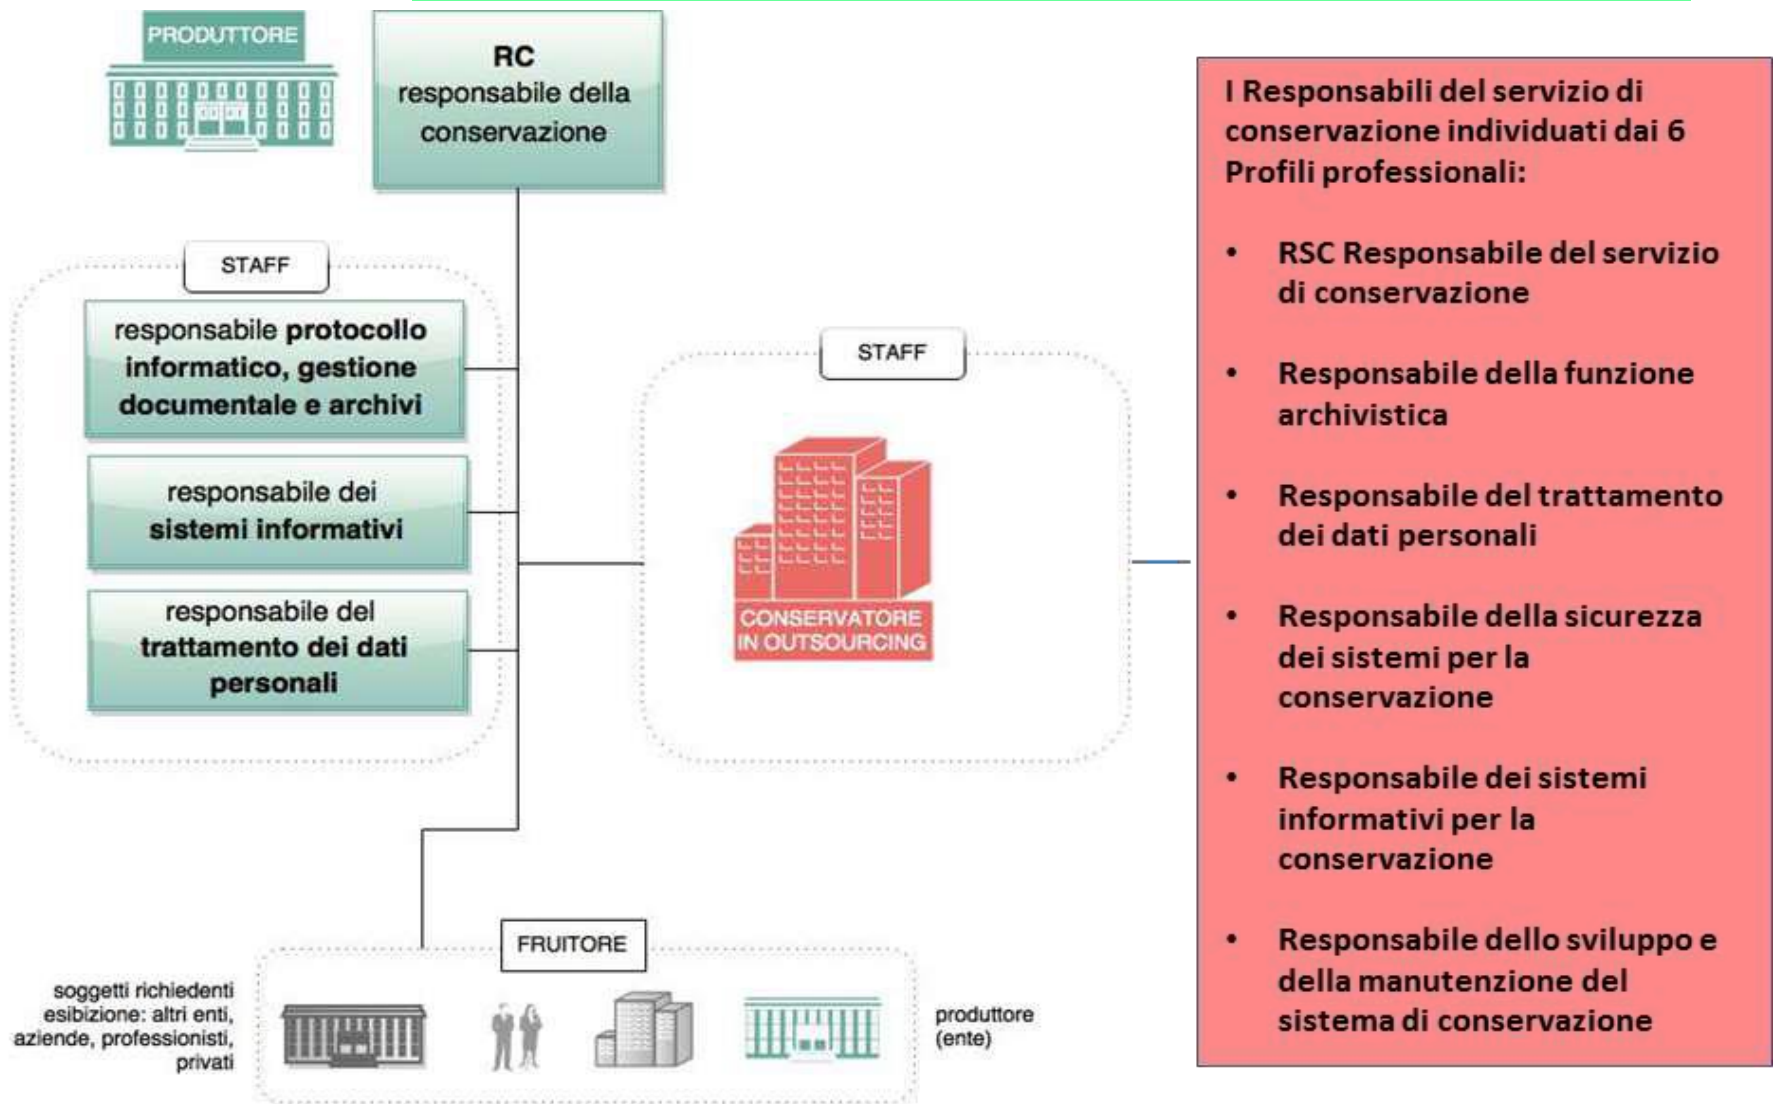 PRODUTTORE
RC
responsabile della
conservazione
STAFF
responsabile protocollo
informatico, gestione
documentale e archivi
responsabile dei
sistemi informativi
responsabile del
trattamento dei dati
personali
STAFF
CONSERVATORE
IN OUTSOURCING
I Responsabili del servizio di
conservazione individuati dai 6
Profili professionali:
• RSC Responsabile del servizio
di conservazione
• Responsabile della funzione
archivistica
• Responsabile del trattamento
dei dati personali
• Responsabile della sicurezza
dei sistemi per la
conservazione
• Responsabile dei sistemi
informativi per la
conservazione
• Responsabile dello sviluppo e
della manutenzione del
sistema di conservazione
FRUITORE
soggetti richiedenti
esibizione: altri enti,
aziende, professionisti,
privati
produttore
(ente)